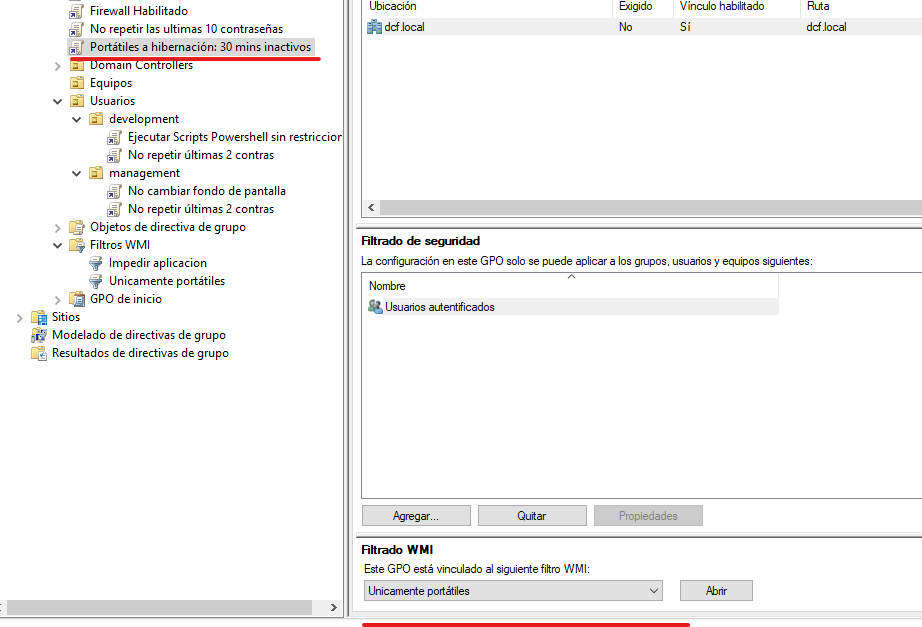 Firewall Habilitado
No repetir las ultimas 10 contraseñas
Portátiles a hibernación: 30 mins inactivos
Domain Controllers
Equipos
Usuarios
development
Ejecutar Scripts Powershell sin restriccion
No repetir últimas 2 contras
management
No cambiar fondo de pantalla
No repetir últimas 2 contras
Objetos de directiva de grupo
Filtros WMI
Impedir aplicacion
Unicamente portátiles
GPO de inicio
Sitios
Modelado de directivas de grupo
Resultados de directivas de grupo
Ubicación Exigido Vínculo habilitado Ruta
dcf.local No Sí dcf.local
Filtrado de seguridad
La configuración en este GPO solo se puede aplicar a los grupos, usuarios y equipos siguientes:
Nombre
Usuarios autentificados
Agregar... Quitar Propiedades
Filtrado WMI
Este GPO está vinculado al siguiente filtro WMI:
Unicamente portátiles Abrir